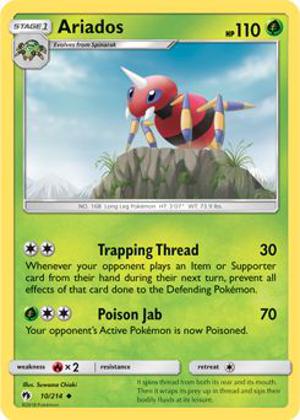 STAGE 1 Ariados HP 110
Evolves from Spinarak
NO. 168 Long Leg Pokémon HT: 3'07" WT: 73.9 lbs.
Trapping Thread 30
Whenever your opponent plays an Item or Supporter
card from their hand during their next turn, prevent all
effects of that card done to the Defending Pokémon.
Poison Jab 70
Your opponent's Active Pokémon is now Poisoned.
weakness × 2 resistance retreat
Illus. Suwama Chiaki
10/214
©2018 Pokémon
It spins thread from both its rear and its mouth.
Then it wraps its prey up in thread and sips their
bodily fluids at its leisure.